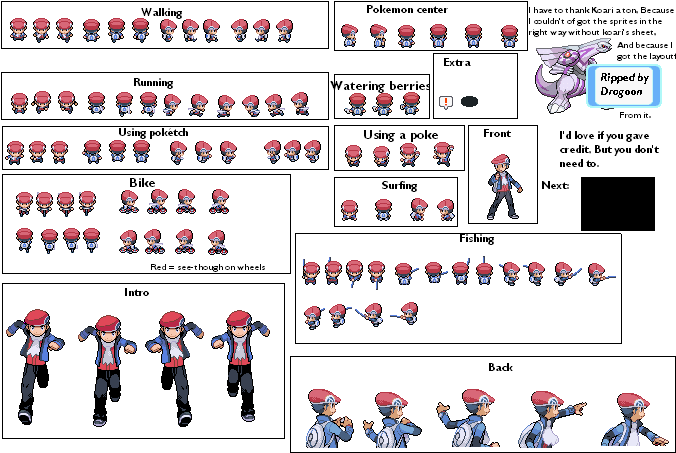 Walking
Pokemon center
I have to thank Koari a ton. Because
I couldn't of got the sprites in the
right way without koari's sheet.
And because I
got the layout
Ripped by
Dragoon
From it.
Extra
Running
Watering berries
Using poketch
Using a poke
Front
I'd love if you gave
credit. But you don't
need to.
Next:
Bike
Surfing
Red = see-though on wheels
Fishing
Intro
Back